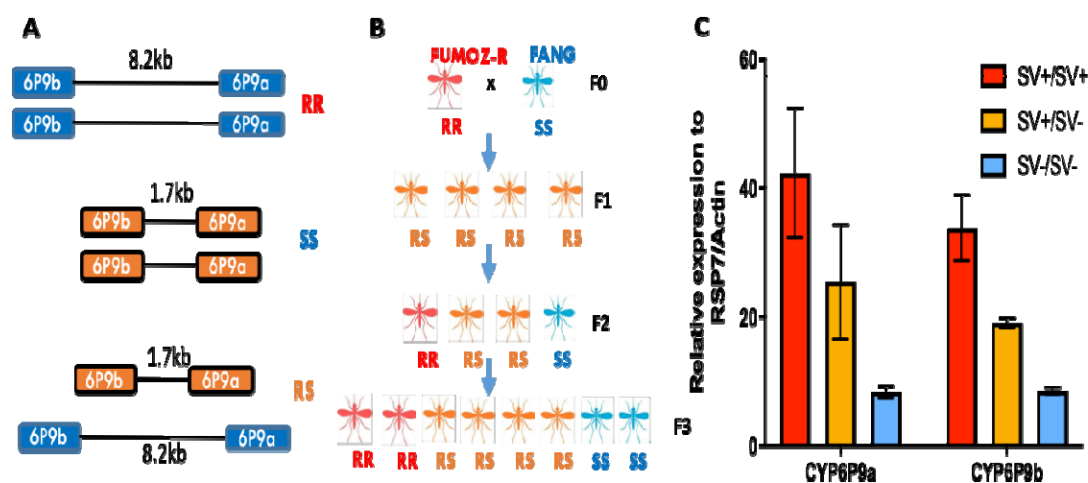 A
8.2kb
6P9b 6P9a
6P9b 6P9a
RR
1.7kb
6P9b 6P9a
6P9b 6P9a
SS
1.7kb
6P9b 6P9a
RS
6P9b 6P9a
8.2kb
B
FUMOZ-R FANG
x F0
RR SS
F1
RS RS RS RS
F2
RR RS RS SS
F3
RR RR RS RS RS RS SS SS
C
Relative expression to
RSP7/Actin
60
40
20
0
SV+/SV+
SV+/SV-
SV-/SV-
CYP6P9a CYP6P9b